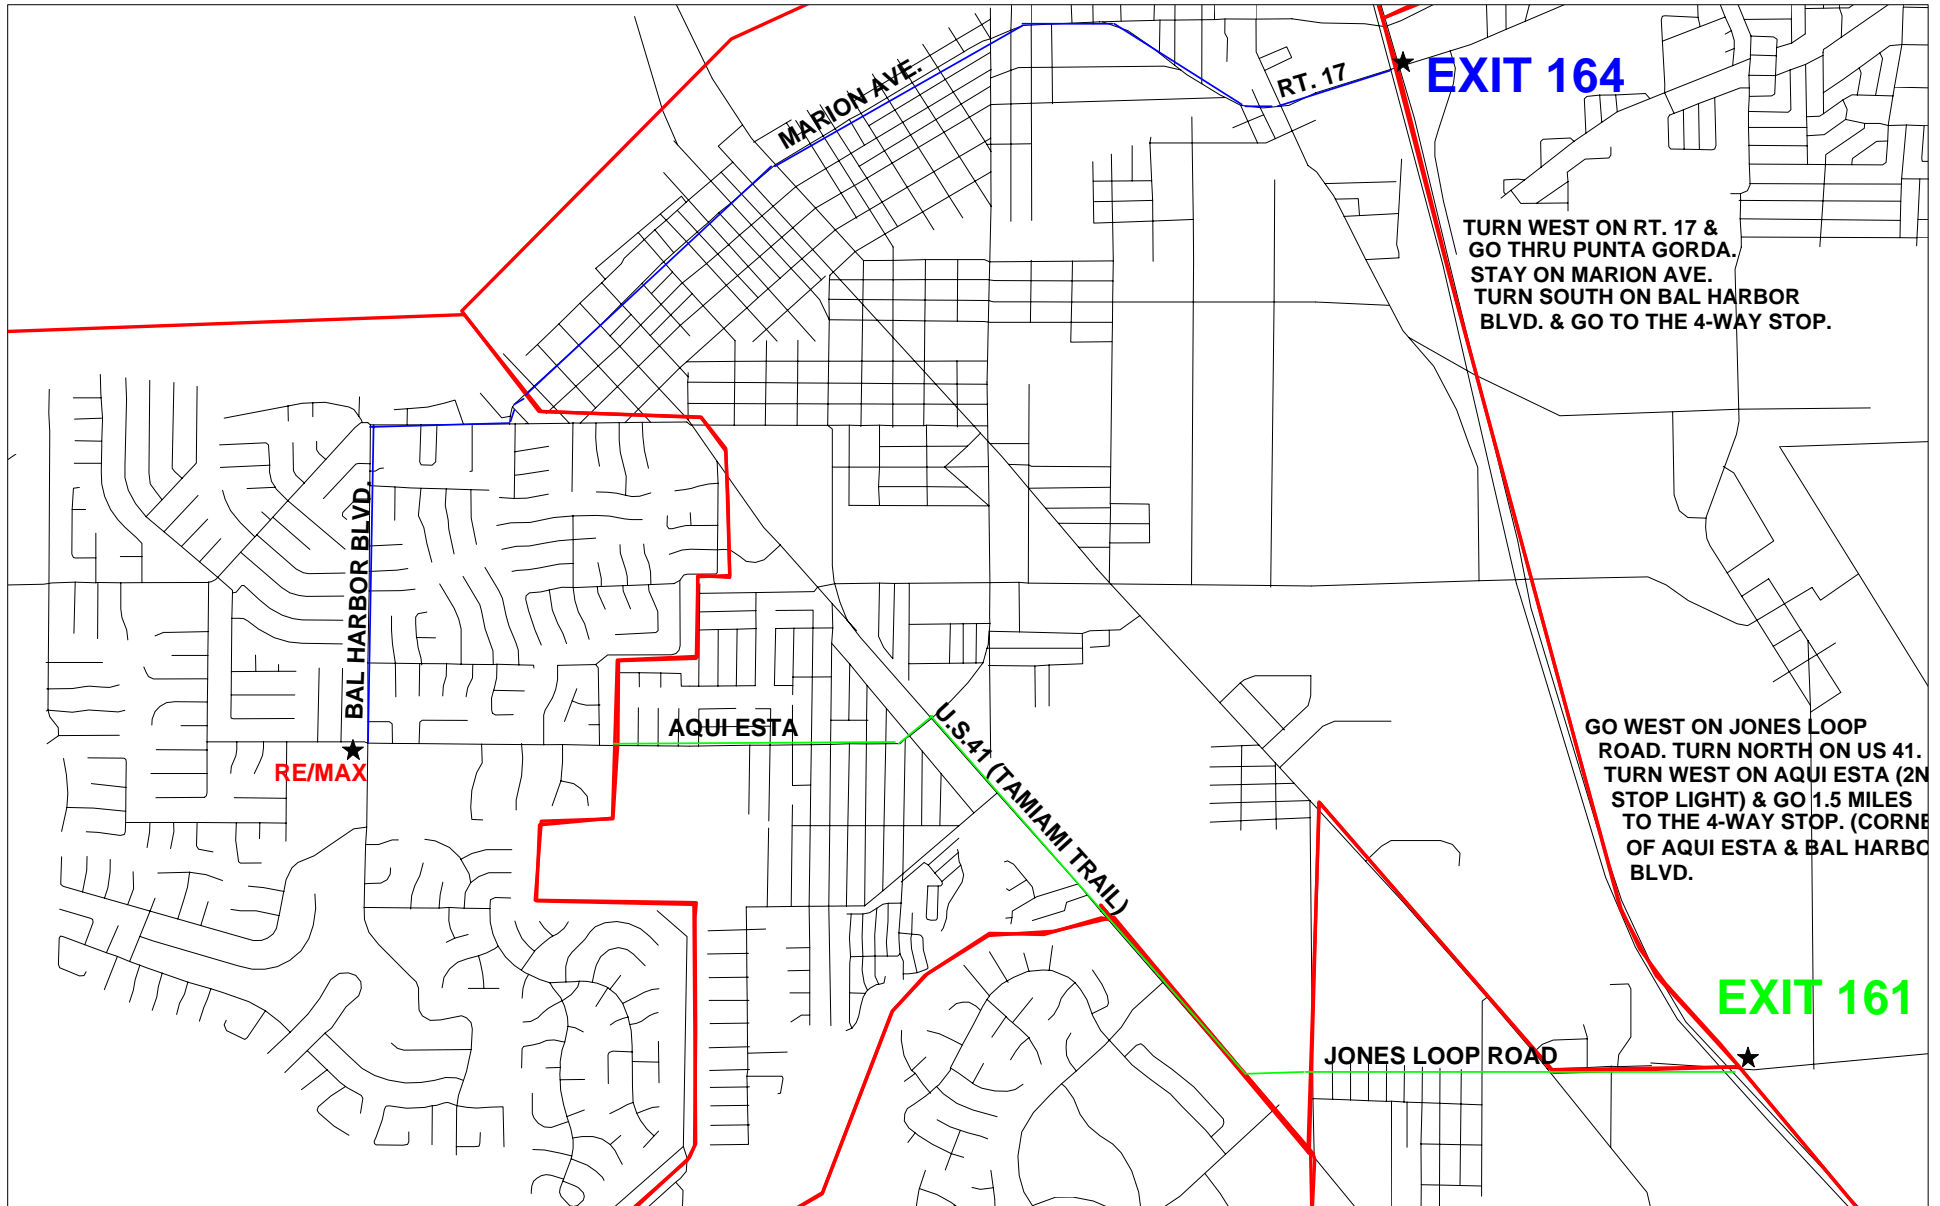 EXIT 164
RT. 17
MARION AVE.
TURN WEST ON RT. 17 &
GO THRU PUNTA GORDA.
STAY ON MARION AVE.
TURN SOUTH ON BAL HARBOR
BLVD. & GO TO THE 4-WAY STOP.
BAL HARBOR BLVD.
RE/MAX
AQUI ESTA
U.S.41 (TAMIAMI TRAIL)
GO WEST ON JONES LOOP
ROAD. TURN NORTH ON US 41.
TURN WEST ON AQUI ESTA (2N
STOP LIGHT) & GO 1.5 MILES
TO THE 4-WAY STOP. (CORNE
OF AQUI ESTA & BAL HARBO
BLVD.
EXIT 161
JONES LOOP ROAD